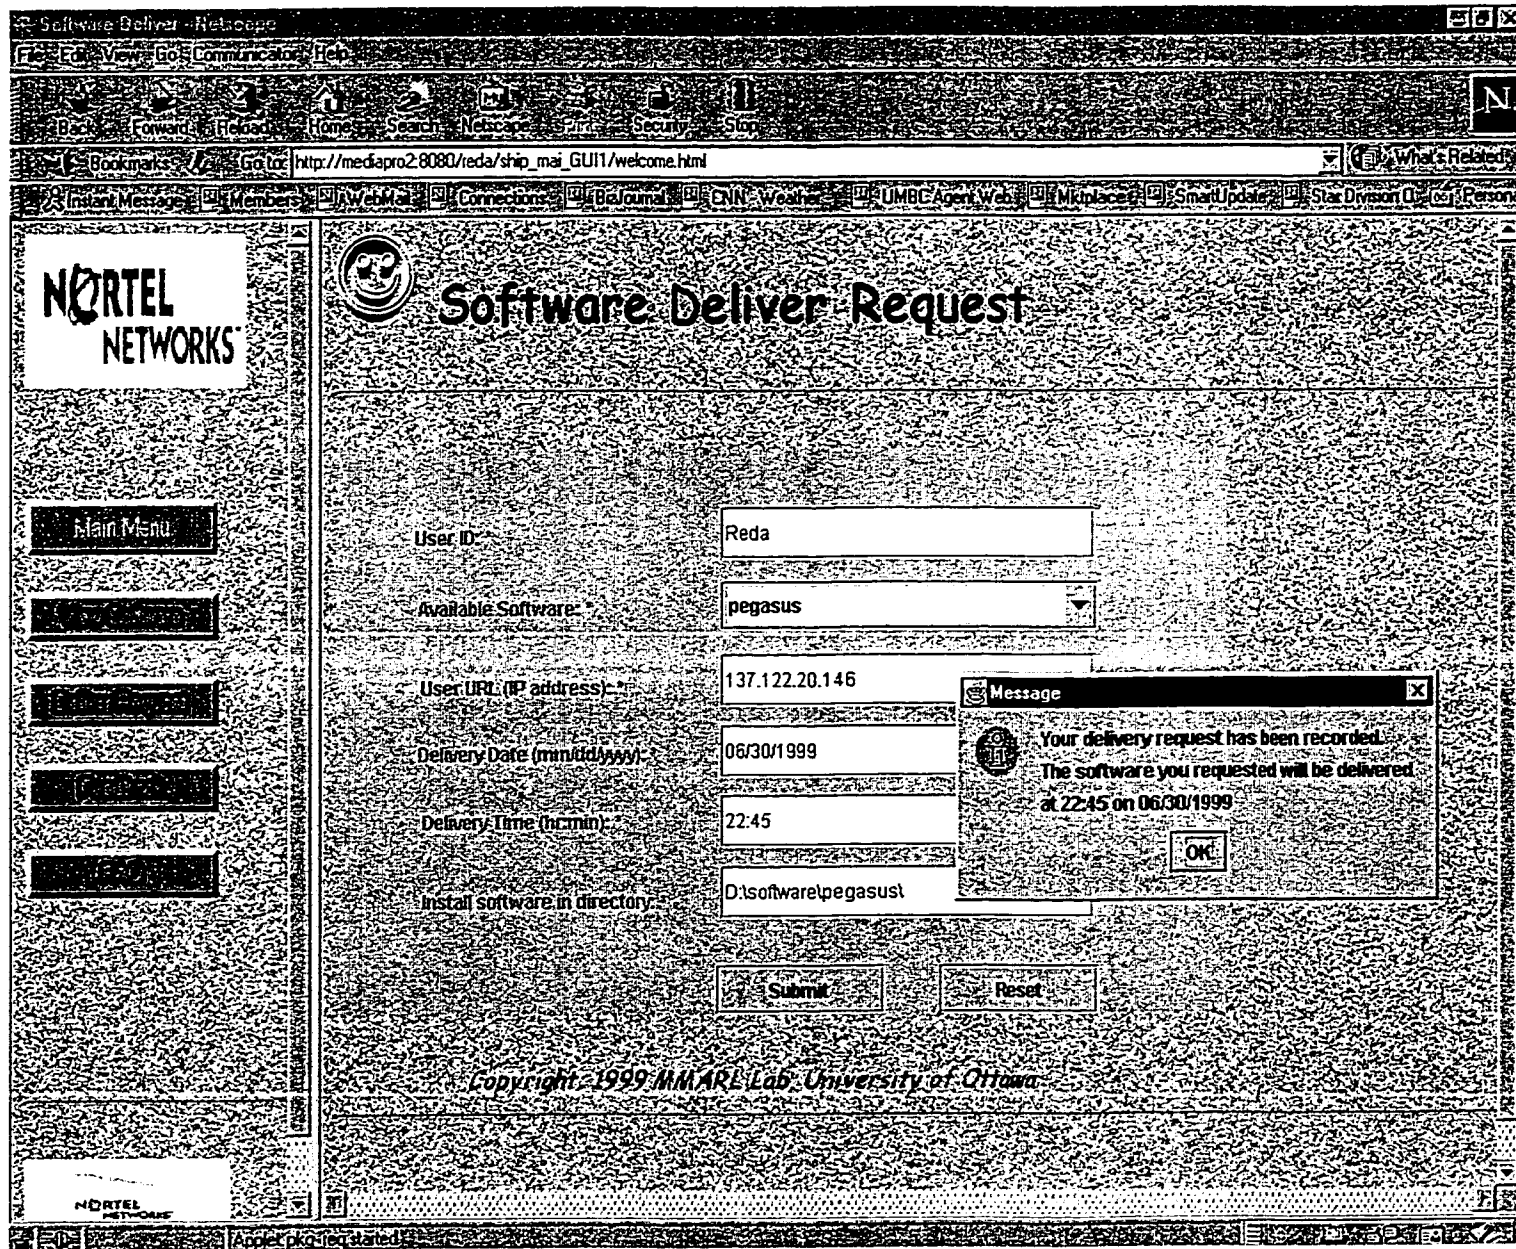 Software Deliver - Netscape
File Edit View Go Communicator Help
Back Forward Reload Home Search Netscape Print Security Stop
N
Bookmarks Go to: http://mediapro2:8080/reda/ship_mai_GUI1/welcome.html What's Related
Instant Message Members WebMail Connections BizJournal CNN - Weather UMBC Agent Web Mktplaces SmartUpdate Star Division O Person
NORTEL
NETWORKS
Software Deliver Request
Main Menu
User ID: *
Reda
Available Software: *
pegasus
User URL (IP address): *
137.122.20.146
Delivery Date (mm/dd/yyyy): *
06/30/1999
Delivery Time (hr:min): *
22:45
Install software in directory:
D:\software\pegasus\
Message
Your delivery request has been recorded.
The software you requested will be delivered
at 22:45 on 06/30/1999
OK
Submit Reset
Copyright, 1999 MMARL Lab, University of Ottawa
NORTEL
NETWORKS
Applet pkg-req started